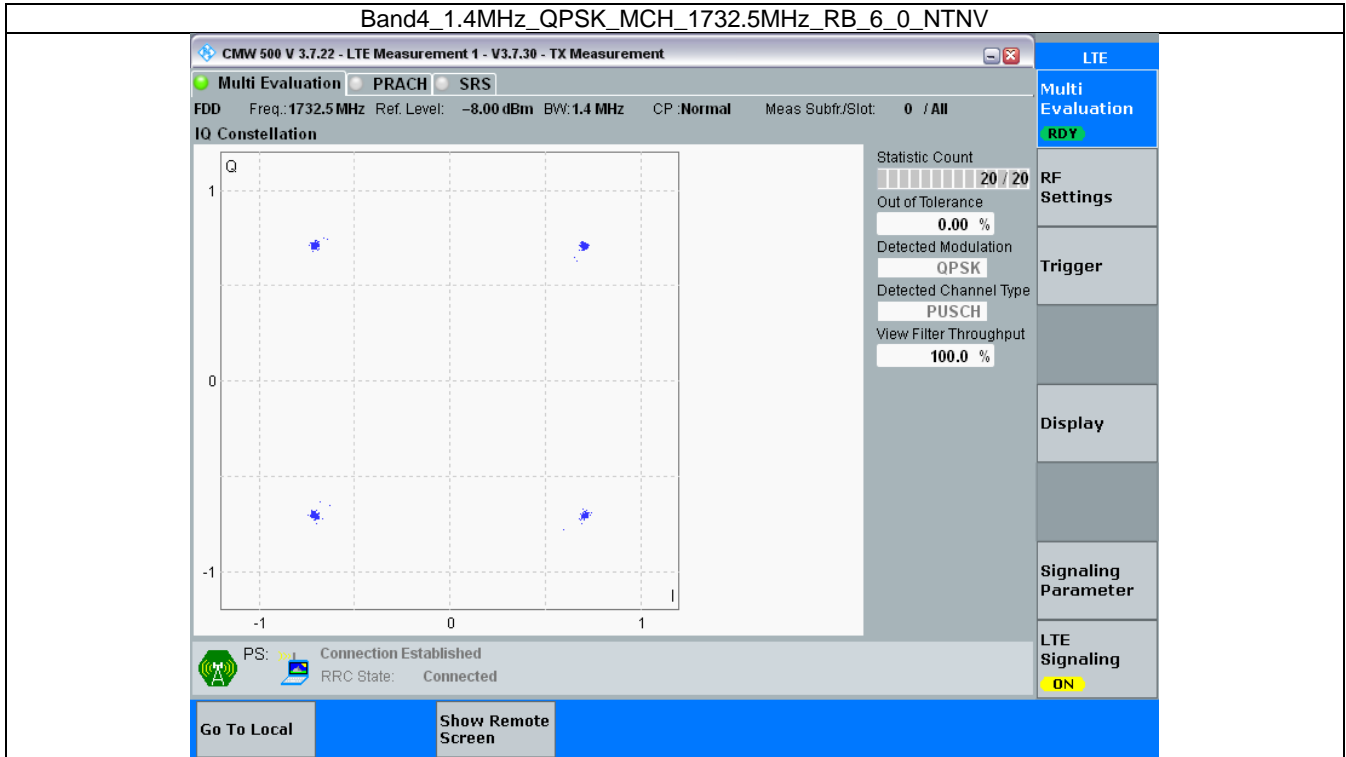 Band4_1.4MHz_QPSK_MCH_1732.5MHz_RB_6_0_NTNV
CMW 500 V 3.7.22 - LTE Measurement 1 - V3.7.30 - TX Measurement
LTE
Multi Evaluation PRACH SRS
FDD Freq.: 1732.5 MHz Ref. Level: -8.00 dBm BW: 1.4 MHz CP : Normal Meas Subfr./Slot: 0 / All
IQ Constellation
Q
1
0
-1
I
-1 0 1
Statistic Count
20 / 20
Out of Tolerance
0.00 %
Detected Modulation
QPSK
Detected Channel Type
PUSCH
View Filter Throughput
100.0 %
Multi
Evaluation
RDY
RF
Settings
Trigger
Display
Signaling
Parameter
LTE
Signaling
ON
PS: Connection Established
RRC State: Connected
Go To Local
Show Remote
Screen